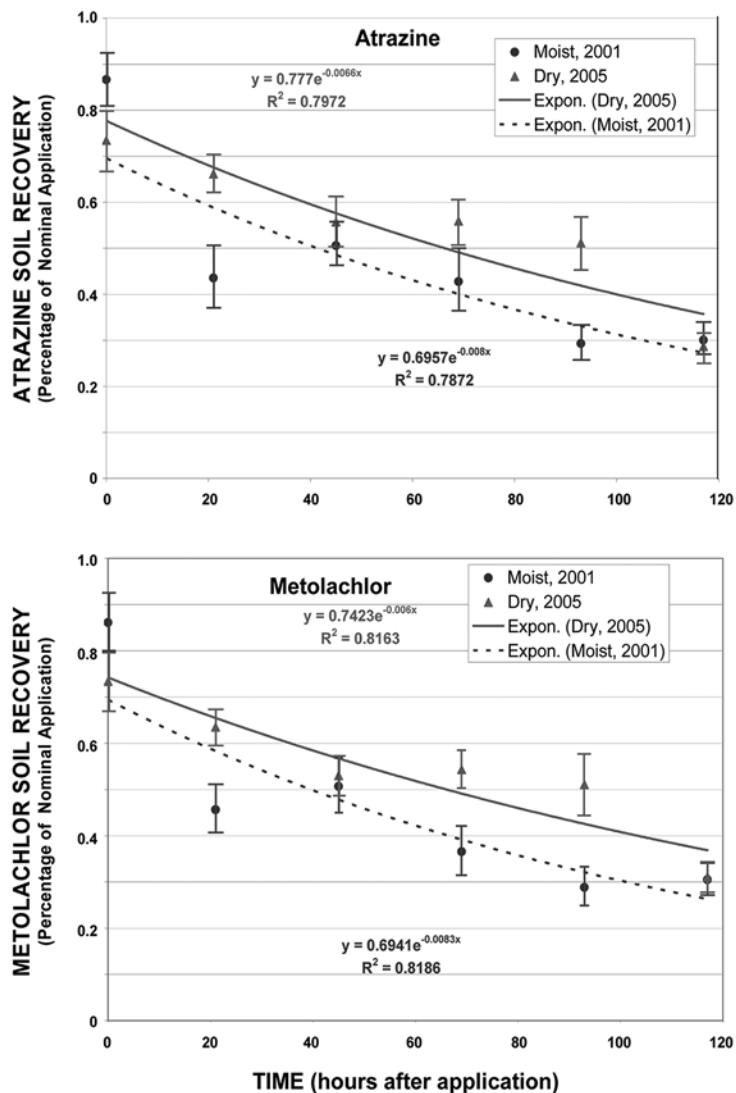 Atrazine
Moist, 2001
Dry, 2005
Expon. (Dry, 2005)
Expon. (Moist, 2001)
y = 0.777e^-0.0066x
R² = 0.7972
y = 0.6957e^-0.008x
R² = 0.7872
ATRAZINE SOIL RECOVERY
(Percentage of Nominal Application)
1.0
0.8
0.6
0.4
0.2
0
0
20
40
60
80
100
120
Metolachlor
Moist, 2001
Dry, 2005
Expon. (Dry, 2005)
Expon. (Moist, 2001)
y = 0.7423e^-0.006x
R² = 0.8163
y = 0.6941e^-0.0083x
R² = 0.8186
METOLACHLOR SOIL RECOVERY
(Percentage of Nominal Application)
1.0
0.8
0.6
0.4
0.2
0
0
20
40
60
80
100
120
TIME (hours after application)